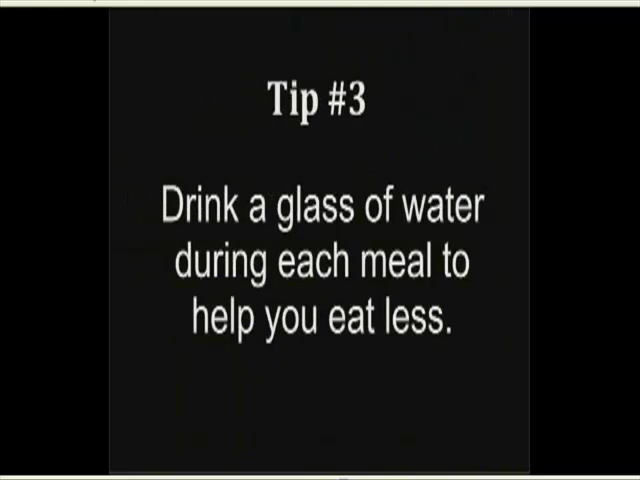 Tip #3
Drink a glass of water
during each meal to
help you eat less.